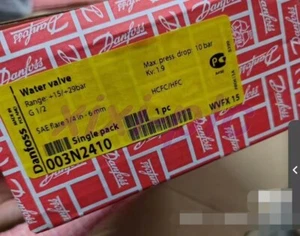 Danfoss
Water valve
Range: +15/+29bar
G 1/2
SAE flare 1/4 in - 6 mm
Max. press. drop: 10 bar
Kv: 1.9
HCFC/HFC
WVFX 15
1 pc
Single pack
003N2410
Danfoss